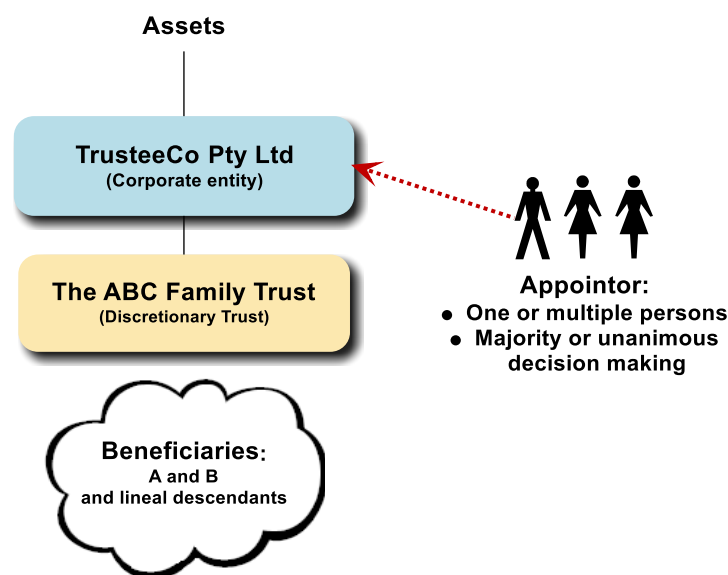 Assets
TrusteeCo Pty Ltd
(Corporate entity)
The ABC Family Trust
(Discretionary Trust)
Beneficiaries:
A and B
and lineal descendants
Appointor:
● One or multiple persons
● Majority or unanimous
decision making